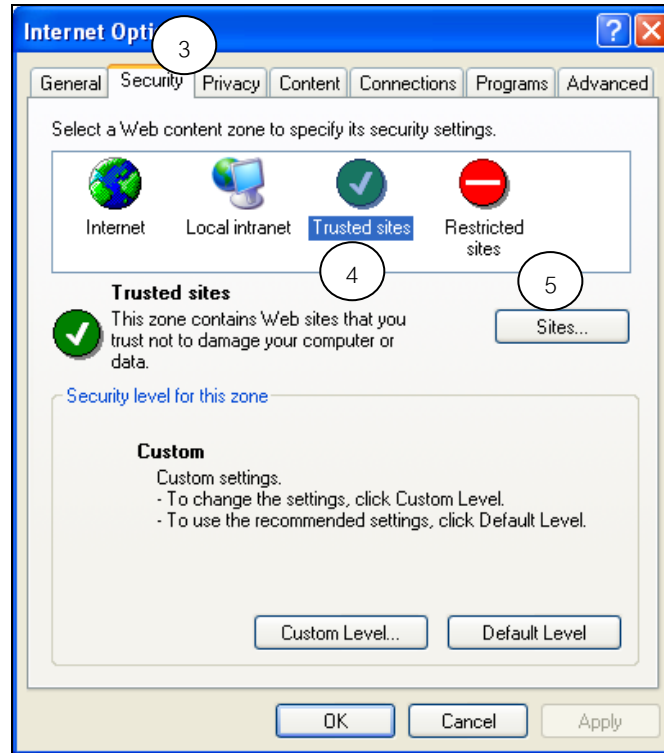 Internet Opti
3
General Security Privacy Content Connections Programs Advanced
Select a Web content zone to specify its security settings.
Internet Local intranet Trusted sites Restricted
sites
4
5
Trusted sites
This zone contains Web sites that you
trust not to damage your computer or
data.
Sites...
Security level for this zone
Custom
Custom settings.
- To change the settings, click Custom Level.
- To use the recommended settings, click Default Level.
Custom Level... Default Level
OK Cancel Apply